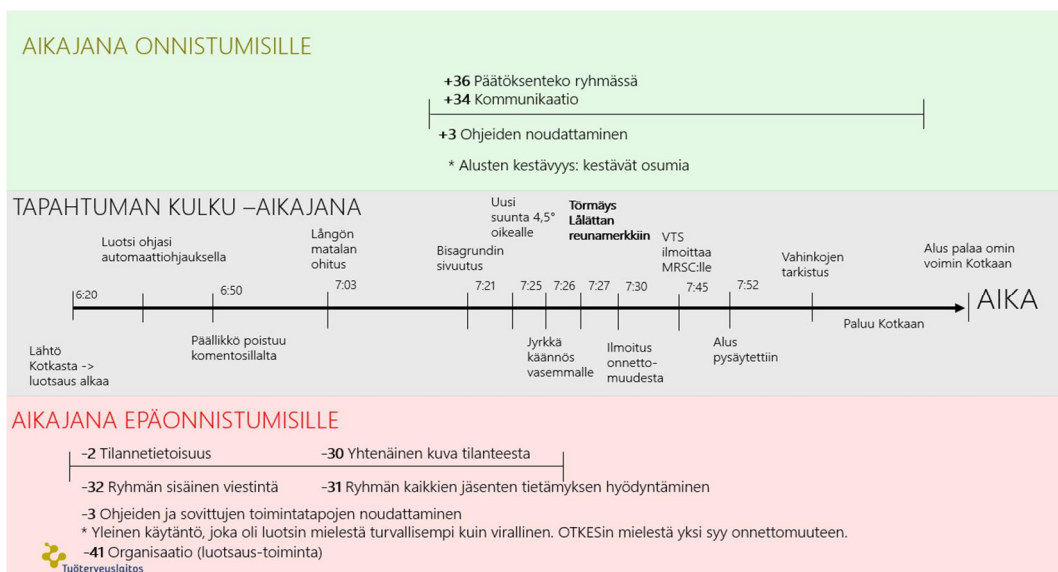 AIKAJANA ONNISTUMISILLE
+36 Päätöksenteko ryhmässä
+34 Kommunikaatio
+3 Ohjeiden noudattaminen
* Alusten kestävyys: kestävät osumia
TAPAHTUMAN KULKU –AIKAJANA
Luotsi ohjasi
automaattiohjauksella
Långön
matalan
ohitus
Bisagrundin
sivuutus
Uusi
suunta 4,5°
oikealle
Törmäys
Lålättan
reunamerkkiin
VTS
ilmoittaa
MRSC:lle
Vahinkojen
tarkistus
Alus palaa omin
voimin Kotkaan
6:20
6:50
7:03
7:21
7:25
7:26
7:27
7:30
7:45
7:52
AIKA
Lähtö
Kotkasta ->
luotsaus alkaa
Päällikkö poistuu
komentosillalta
Jyrkkä
käännös
vasemmalle
Ilmoitus
onnetto-
muudesta
Alus
pysäytettiin
Paluu Kotkaan
AIKAJANA EPÄONNISTUMISILLE
-2 Tilannetietoisuus
-30 Yhtenäinen kuva tilanteesta
-32 Ryhmän sisäinen viestintä
-31 Ryhmän kaikkien jäsenten tietämyksen hyödyntäminen
-3 Ohjeiden ja sovittujen toimintatapojen noudattaminen
* Yleinen käytäntö, joka oli luotsin mielestä turvallisempi kuin virallinen. OTKESin mielestä yksi syy onnettomuuteen.
-41 Organisaatio (luotsaus-toiminta)
Työterveyslaitos